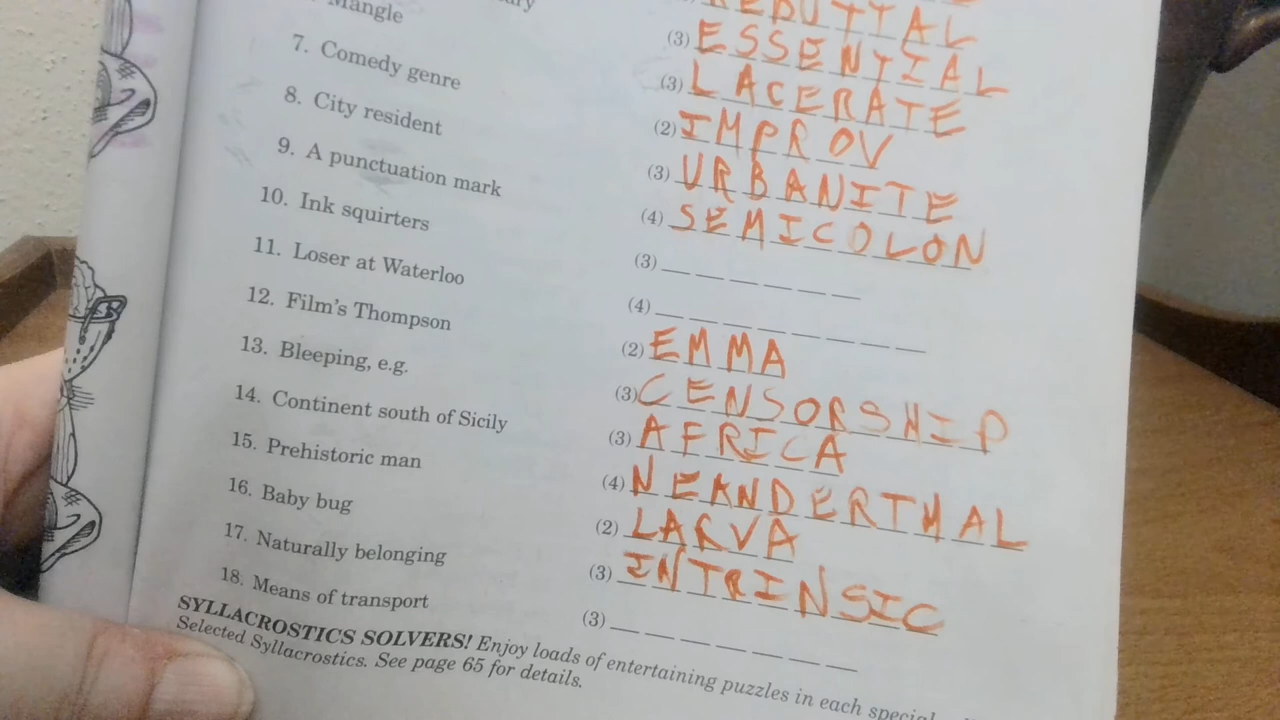 ESSENTIAL
(3)
Mangle (3) LACERATE
7. Comedy genre (2) IMPROV
8. City resident (3) URBANITE
9. A punctuation mark (4) SEMICOLON
10. Ink squirters (3) _ _ _ _ _ _
11. Loser at Waterloo (4) _ _ _ _ _ _ _ _
12. Film's Thompson (2) EMMA
13. Bleeping, e.g. (3) CENSORSHIP
14. Continent south of Sicily (3) AFRICA
15. Prehistoric man (4) NEANDERTHAL
16. Baby bug (2) LARVA
17. Naturally belonging (3) INTRINSIC
18. Means of transport (3) _ _ _ _ _ _ _
SYLLACROSTICS SOLVERS! Enjoy loads of entertaining puzzles in each special
Selected Syllacrostics. See page 65 for details.